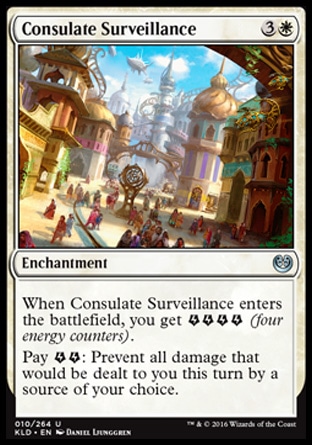 Consulate Surveillance 3
Enchantment
When Consulate Surveillance enters
the battlefield, you get (four
energy counters).
Pay : Prevent all damage that
would be dealt to you this turn by a
source of your choice.
010/264 U
KLD • EN DANIEL LJUNGGREN
™ & © 2016 Wizards of the Coast